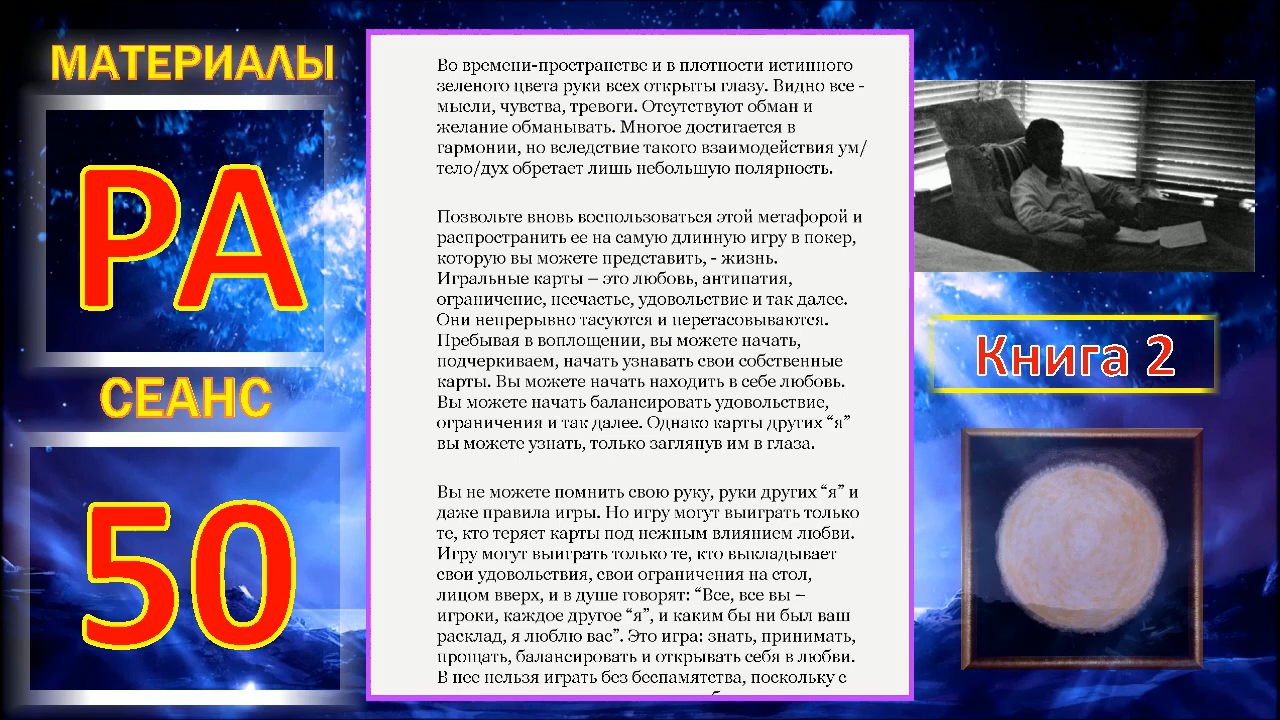 МАТЕРИАЛЫ
РА
СЕАНС
50
Во времени-пространстве и в плотности истинного
зеленого цвета руки всех открыты глазу. Видно все -
мысли, чувства, тревоги. Отсутствуют обман и
желание обманывать. Многое достигается в
гармонии, но вследствие такого взаимодействия ум/
тело/дух обретает лишь небольшую полярность.
Позвольте вновь воспользоваться этой метафорой и
распространить ее на самую длинную игру в покер,
которую вы можете представить, - жизнь.
Игральные карты – это любовь, антипатия,
ограничение, несчастье, удовольствие и так далее.
Они непрерывно тасуются и перетасовываются.
Пребывая в воплощении, вы можете начать,
подчеркиваем, начать узнавать свои собственные
карты. Вы можете начать находить в себе любовь.
Вы можете начать балансировать удовольствие,
ограничения и так далее. Однако карты других “я”
вы можете узнать, только заглянув им в глаза.
Вы не можете помнить свою руку, руки других “я” и
даже правила игры. Но игру могут выиграть только
те, кто теряет карты под нежным влиянием любви.
Игру могут выиграть только те, кто выкладывает
свои удовольствия, свои ограничения на стол,
лицом вверх, и в душе говорят: “Все, все вы –
игроки, каждое другое “я”, и каким бы ни был ваш
расклад, я люблю вас”. Это игра: знать, принимать,
прощать, балансировать и открывать себя в любви.
В нее нельзя играть без беспамятства, поскольку с
Книга 2